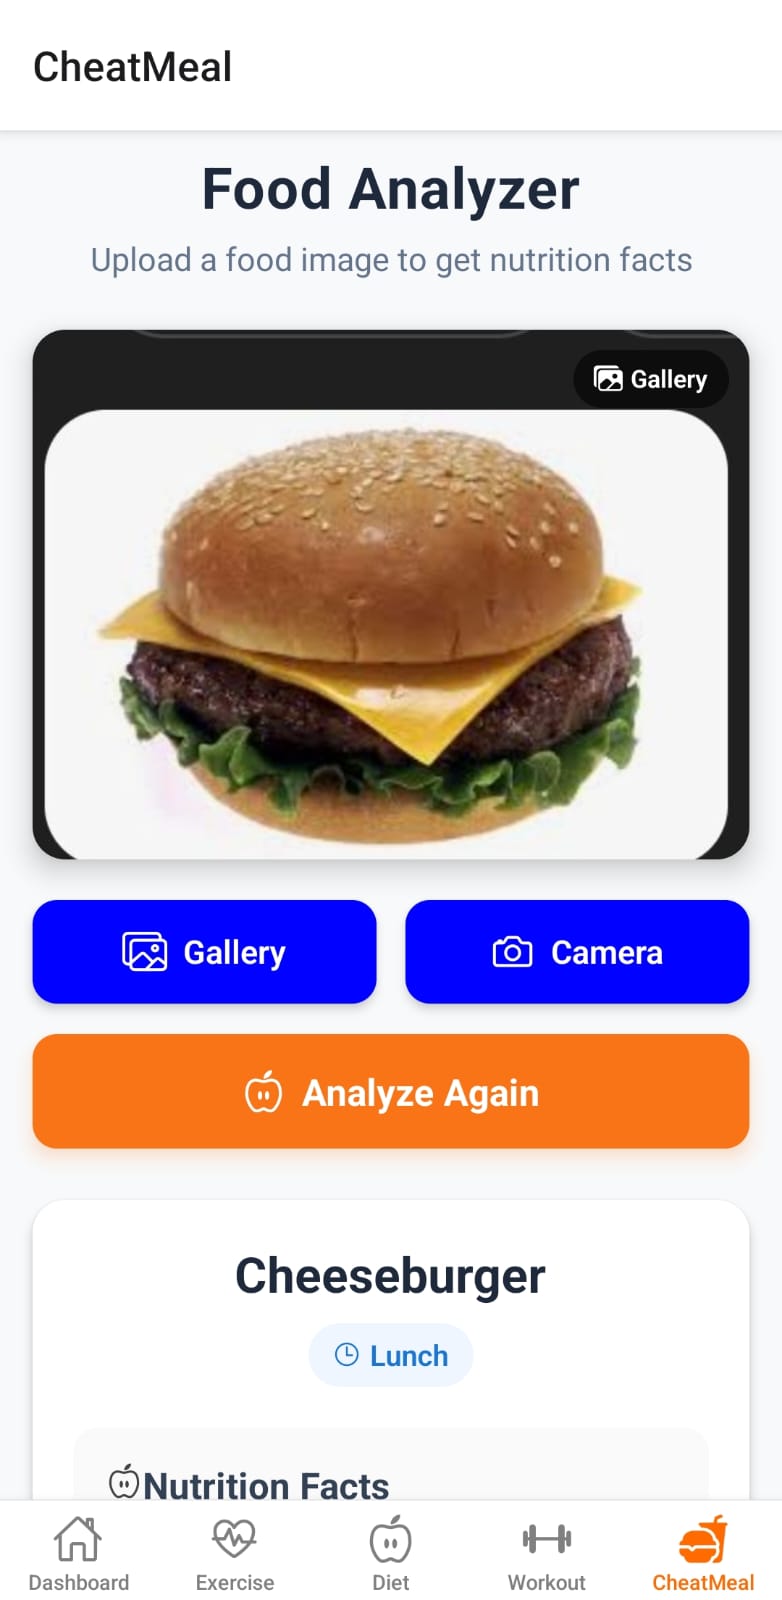 CheatMeal
Food Analyzer
Upload a food image to get nutrition facts
Gallery
Gallery
Camera
Analyze Again
Cheeseburger
Lunch
Nutrition Facts
Dashboard
Exercise
Diet
Workout
CheatMeal